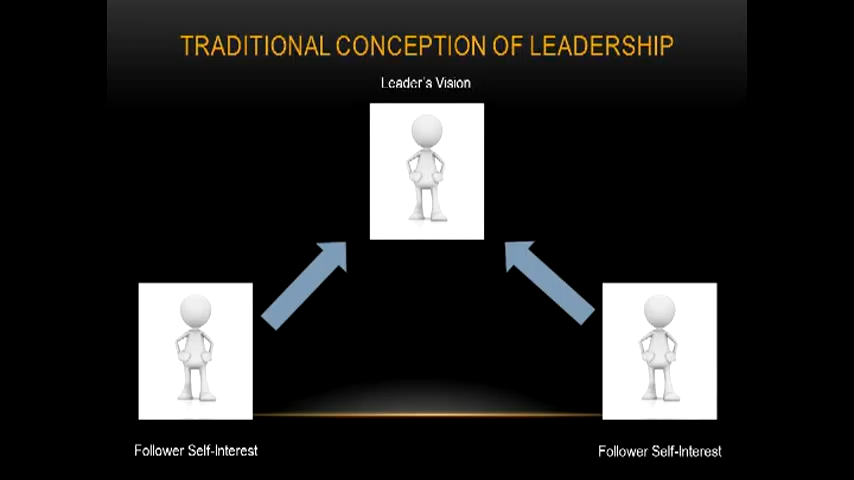 TRADITIONAL CONCEPTION OF LEADERSHIP
Leader's Vision
Follower Self-Interest
Follower Self-Interest